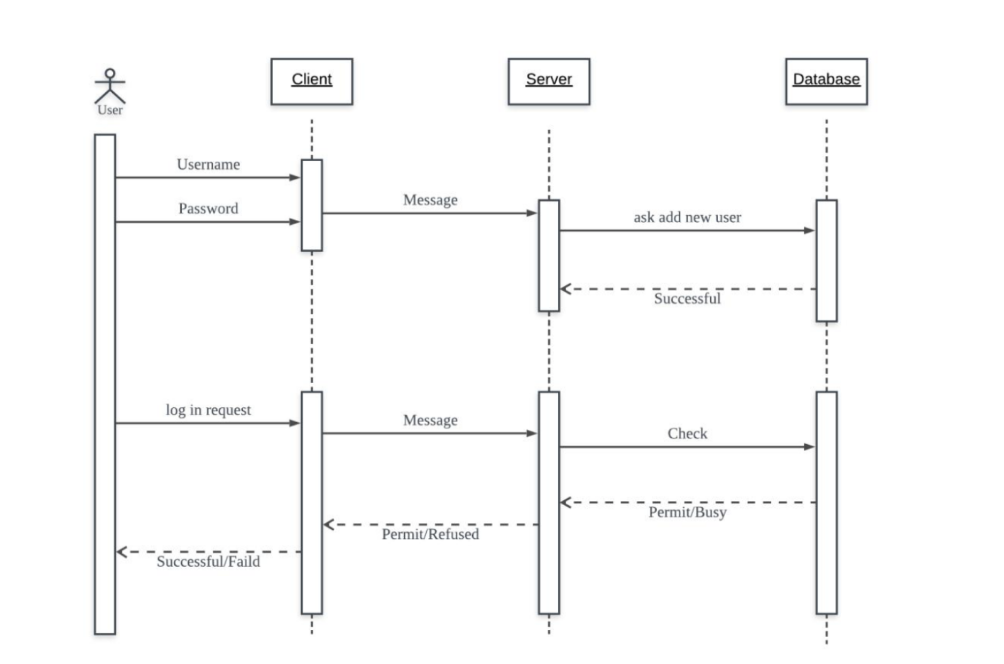 Client
Server
Database
User
Username
Message
Password
ask add new user
Successful
log in request
Message
Check
Permit/Busy
Permit/Refused
Successful/Faild